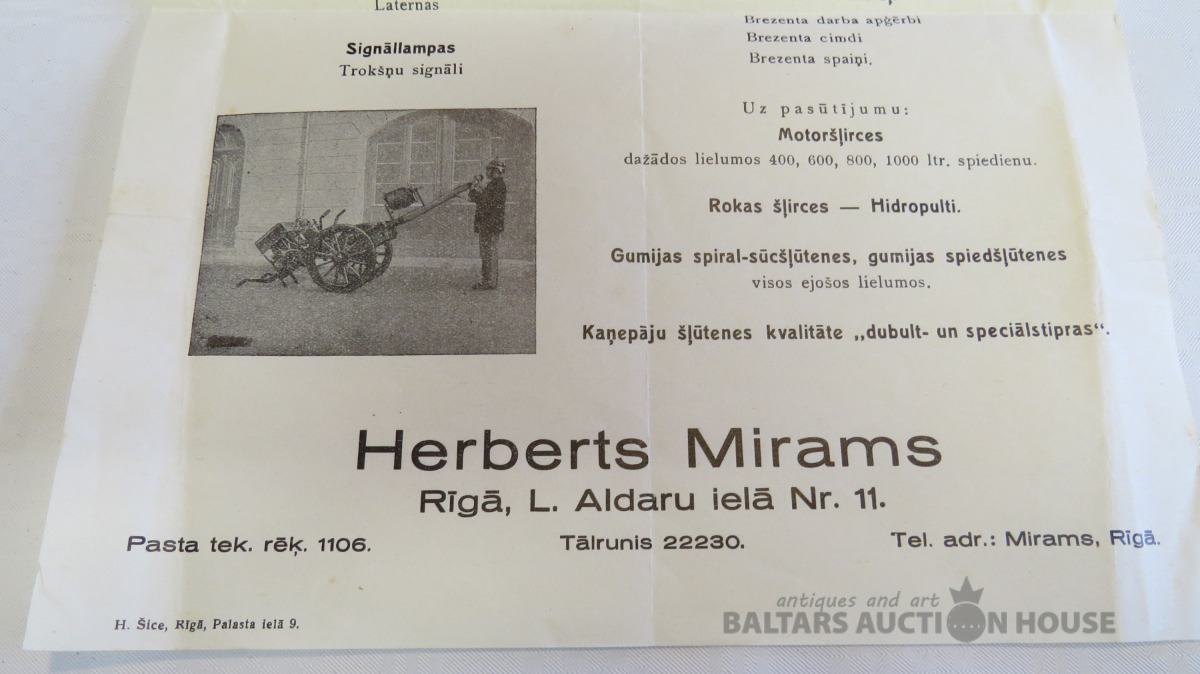 Laternas
Signāllampas
Trokšņu signāli
Brezenta darba apģērbi
Brezenta cimdi
Brezenta spaiņi.
Uz pasūtījumu:
Motoršļirces
dažādos lielumos 400, 600, 800, 1000 ltr. spiedienu.
Rokas šļirces — Hidropulti.
Gumijas spiral-sūcšļūtenes, gumijas spiedšļūtenes
visos ejošos lielumos.
Kaņepāju šļūtenes kvalitāte „dubult- un speciālstipras“.
Herberts Mirams
Rīgā, L. Aldaru ielā Nr. 11.
Pasta tek. rēķ. 1106.
Tālrunis 22230.
Tel. adr.: Mirams, Rīgā.
H. Šice, Rīgā, Palasta ielā 9.
antiques and art
BALTARS AUCTION HOUSE